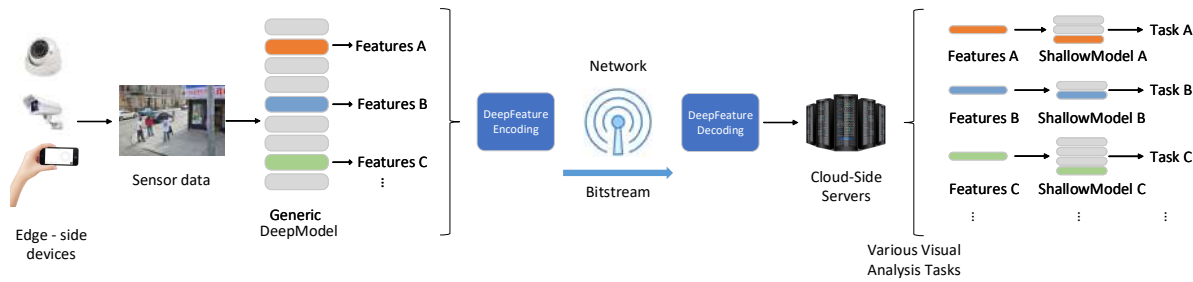 Edge - side
devices
Sensor data
Features A
Features B
Features C
⋮
Generic
DeepModel
DeepFeature
Encoding
Network
Bitstream
DeepFeature
Decoding
Cloud-Side
Servers
Various Visual
Analysis Tasks
Task A
Features A
ShallowModel A
Task B
Features B
ShallowModel B
Task C
Features C
ShallowModel C
⋮ ⋮ ⋮